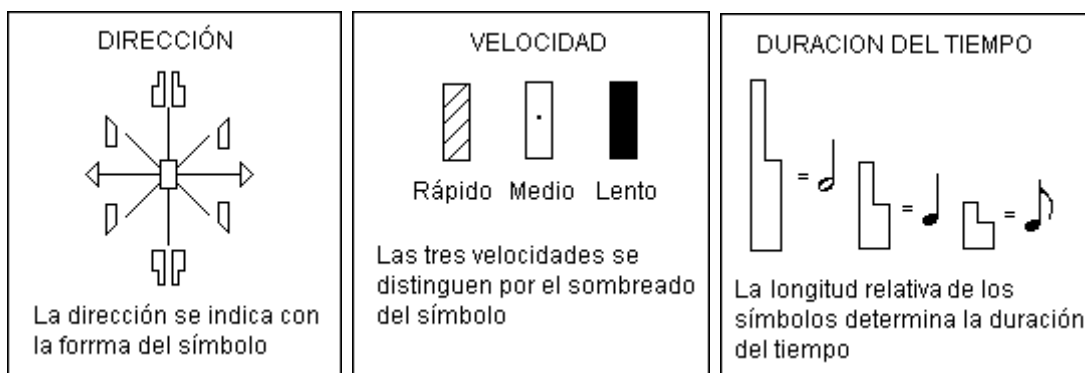 DIRECCIÓN
La dirección se indica con
la forrma del símbolo
VELOCIDAD
Rápido Medio Lento
Las tres velocidades se
distinguen por el sombreado
del símbolo
DURACION DEL TIEMPO
= = =
La longitud relativa de los
símbolos determina la duración
del tiempo